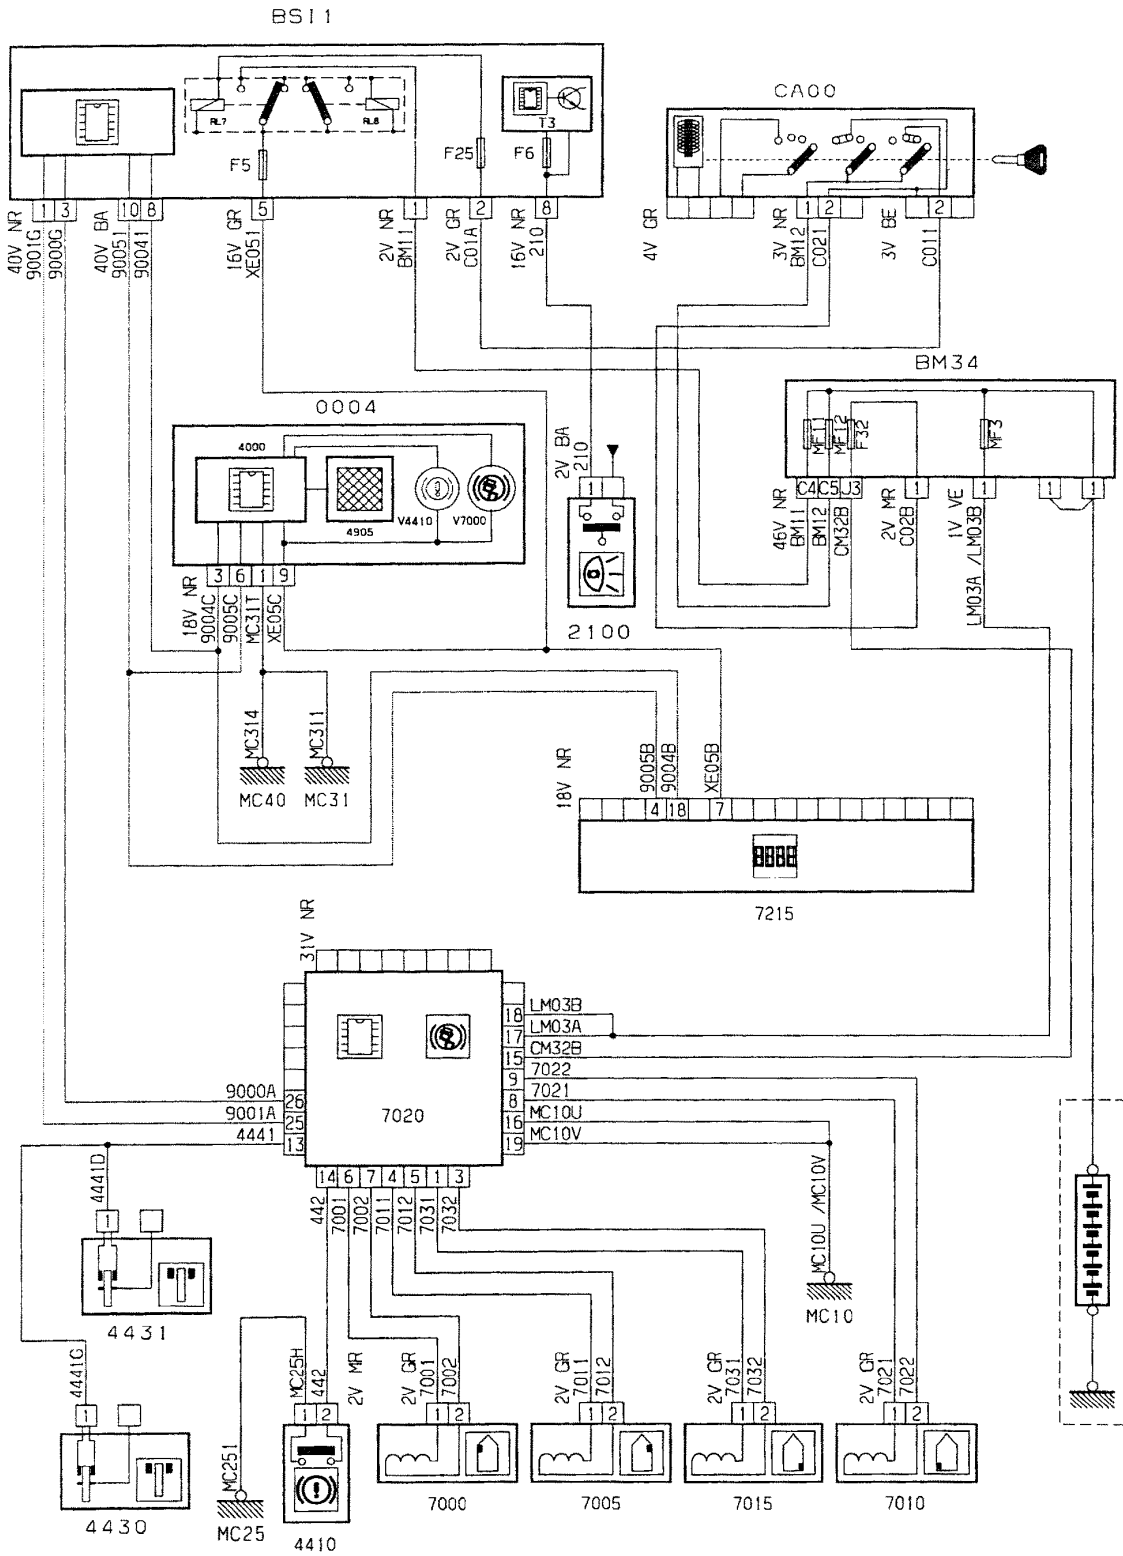 BSI1
CA00
RL7
RL8
T3
F5
F25
F6
1 3 10 8 5 1 2 8
1 2 2
40V NR
9001G
9000G
40V BA
90051
90041
16V GR
XE051
2V NR
BM11
2V GR
C01A
16V NR
210
4V GR
3V NR
BM12
C021
3V BE
C011
BM34
MF11
MF12
F32
MF3
C4 C5 J3 1 1 1 1
46V NR
BM11
BM12
CM32B
2V MR
C02B
1V VE
LM03A /LM03B
0004
4000
4905
V4410
V7000
3 6 1 9
18V NR
9004C
9005C
MC31T
XE05C
2V BA
210
1
2100
MC314
MC311
MC40
MC31
18V NR
9005B
9004B
XE05B
4 18 7
8888
7215
31V NR
7020
18 LM03B
17 LM03A
15 CM32B
9 7022
8 7021
16 MC10U
19 MC10V
9000A 26
9001A 25
4441 13
14 6 7 4 5 1 3
442
7001
7002
7011
7012
7031
7032
MC10U /MC10V
MC10
4441D
1
4431
4441C
1
4430
MC251
MC25
MC25H
442
2V MR
1 2
4410
2V GR
7001
7002
1 2
7000
2V GR
7011
7012
1 2
7005
2V GR
7031
7032
1 2
7015
2V GR
7021
7022
1 2
7010